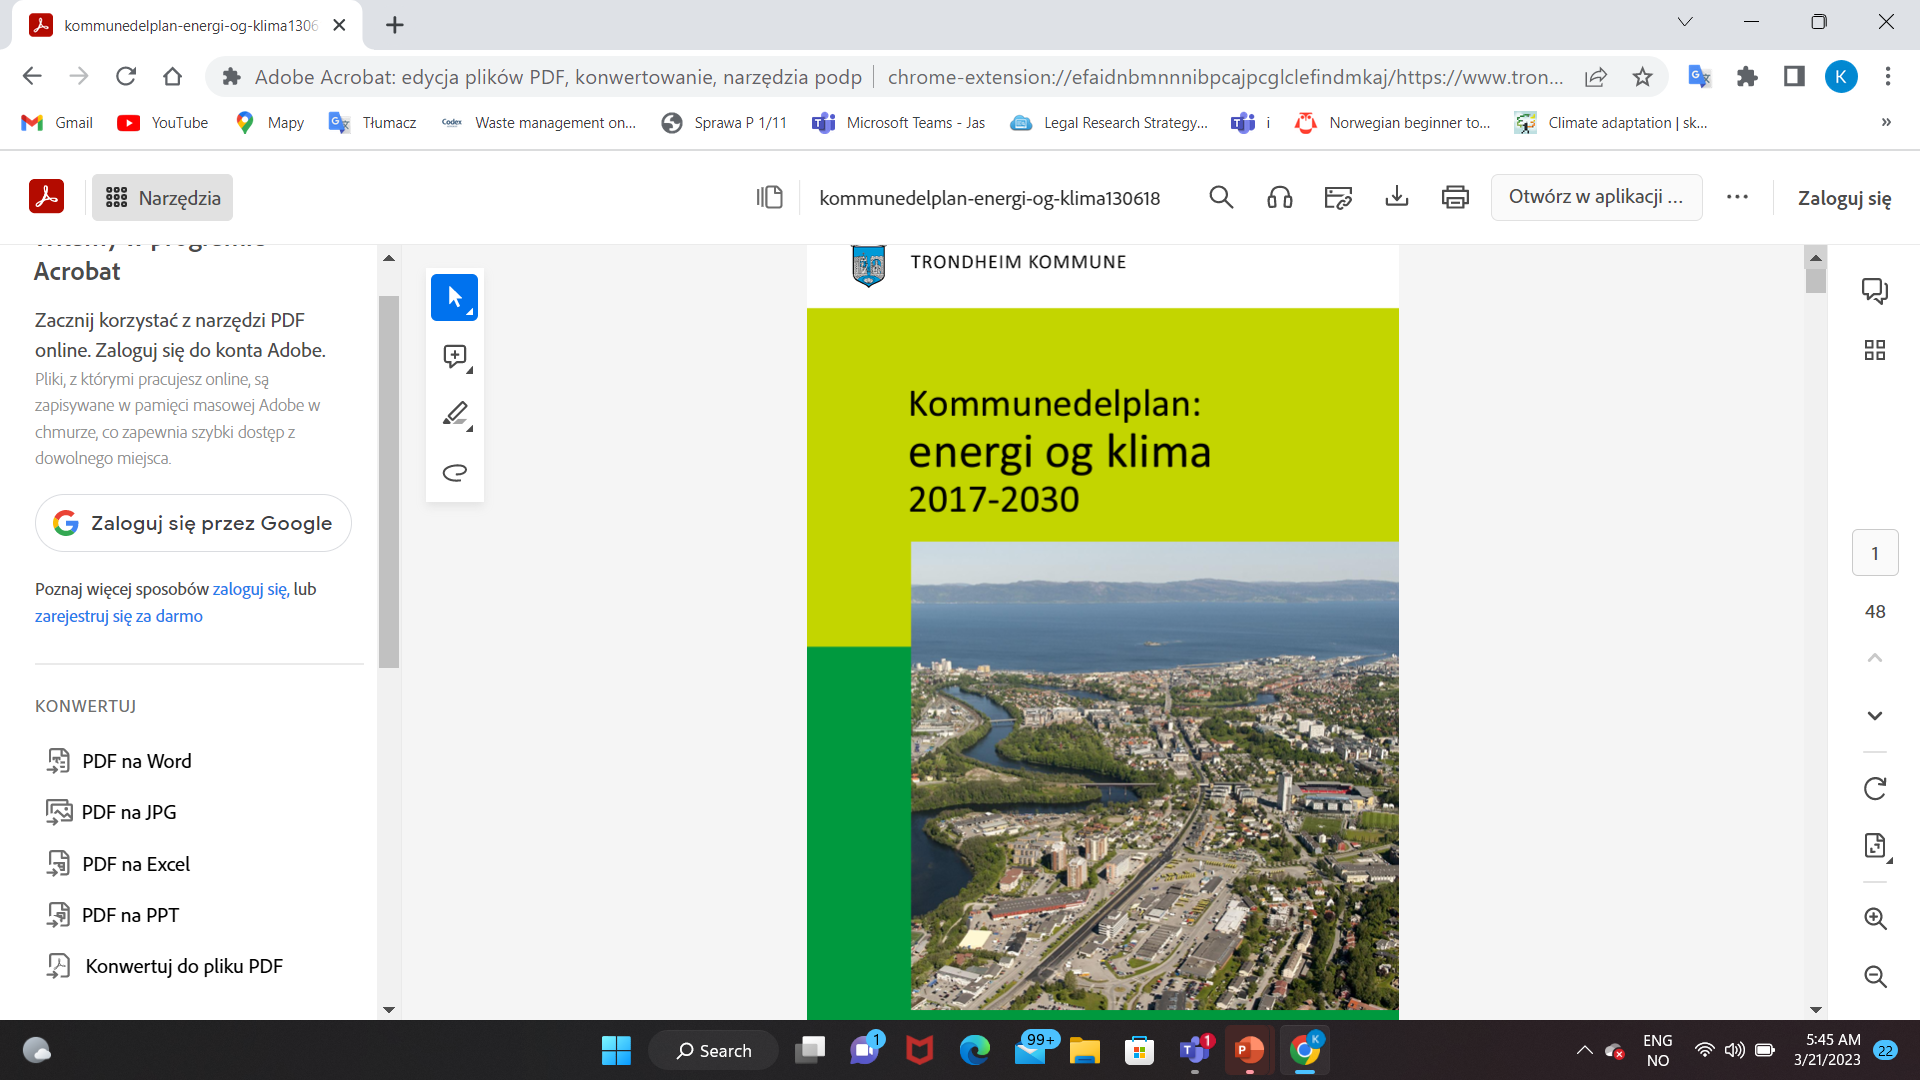 kommunedelplan-energi-og-klima1306
Adobe Acrobat: edycja plików PDF, konwertowanie, narzędzia podp
chrome-extension://efaidnbmnnnibpcajpcglclefindmkaj/https://www.tron...
K
Gmail
YouTube
Mapy
Tłumacz
Codex
Waste management on...
Sprawa P 1/11
Microsoft Teams - Jas
Legal Research Strategy...
i
Norwegian beginner to...
Climate adaptation | sk...
»
Narzędzia
kommunedelplan-energi-og-klima130618
Otwórz w aplikacji ...
Zaloguj się
Witamy w programie
Acrobat
Zacznij korzystać z narzędzi PDF
online. Zaloguj się do konta Adobe.
Pliki, z którymi pracujesz online, są
zapisywane w pamięci masowej Adobe w
chmurze, co zapewnia szybki dostęp z
dowolnego miejsca.
Zaloguj się przez Google
Poznaj więcej sposobów zaloguj się, lub
zarejestruj się za darmo
KONWERTUJ
PDF na Word
PDF na JPG
PDF na Excel
PDF na PPT
Konwertuj do pliku PDF
TRONDHEIM KOMMUNE
Kommunedelplan:
energi og klima
2017-2030
1
48
Search
1
99+
1
K
ENG
NO
5:45 AM
3/21/2023
22